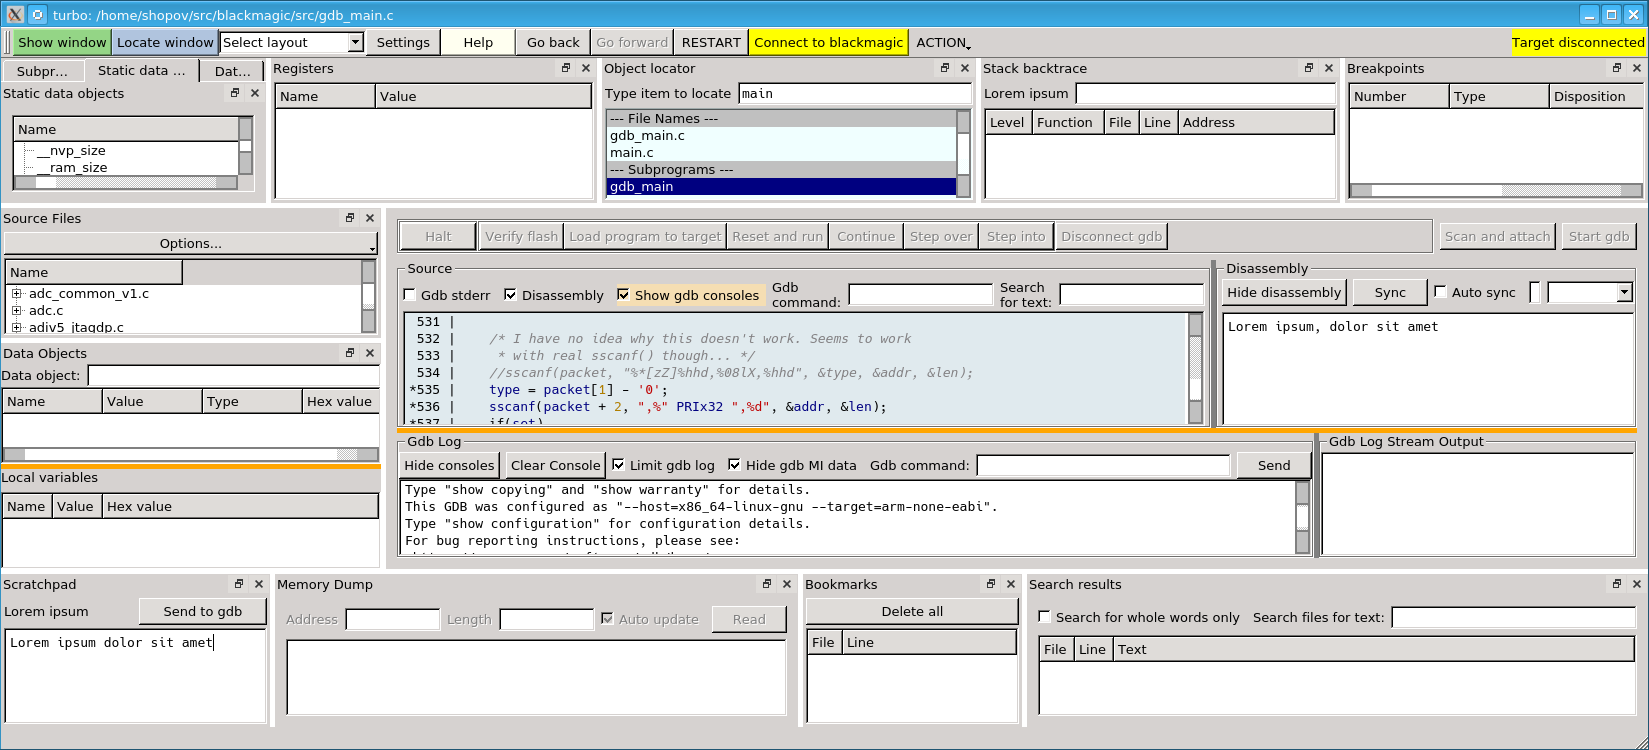 turbo: /home/shopov/src/blackmagic/src/gdb_main.c
Show window Locate window Select layout Settings Help Go back Go forward RESTART Connect to blackmagic ACTION Target disconnected
Subpr... Static data ... Dat...
Static data objects
Name
__nvp_size
__ram_size
Registers
Name Value
Object locator
Type item to locate main
--- File Names ---
gdb_main.c
main.c
--- Subprograms ---
gdb_main
Stack backtrace
Lorem ipsum
Level Function File Line Address
Breakpoints
Number Type Disposition
Source Files
Options...
Name
adc_common_v1.c
adc.c
adiv5_jtagdp.c
Data Objects
Data object:
Name Value Type Hex value
Local variables
Name Value Hex value
Halt Verify flash Load program to target Reset and run Continue Step over Step into Disconnect gdb Scan and attach Start gdb
Source
Gdb stderr Disassembly Show gdb consoles Gdb command: Search for text:
531 |
532 | /* I have no idea why this doesn't work. Seems to work
533 | * with real sscanf() though... */
534 | //sscanf(packet, "%*[zZ]%hhd,%08lX,%hhd", &type, &addr, &len);
*535 | type = packet[1] - '0';
*536 | sscanf(packet + 2, ",%" PRIx32 ",%d", &addr, &len);
*537 | if(set)
Disassembly
Hide disassembly Sync Auto sync
Lorem ipsum, dolor sit amet
Gdb Log
Hide consoles Clear Console Limit gdb log Hide gdb MI data Gdb command: Send
Type "show copying" and "show warranty" for details.
This GDB was configured as "--host=x86_64-linux-gnu --target=arm-none-eabi".
Type "show configuration" for configuration details.
For bug reporting instructions, please see:
Gdb Log Stream Output
Scratchpad
Lorem ipsum Send to gdb
Lorem ipsum dolor sit amet
Memory Dump
Address Length Auto update Read
Bookmarks
Delete all
File Line
Search results
Search for whole words only Search files for text:
File Line Text